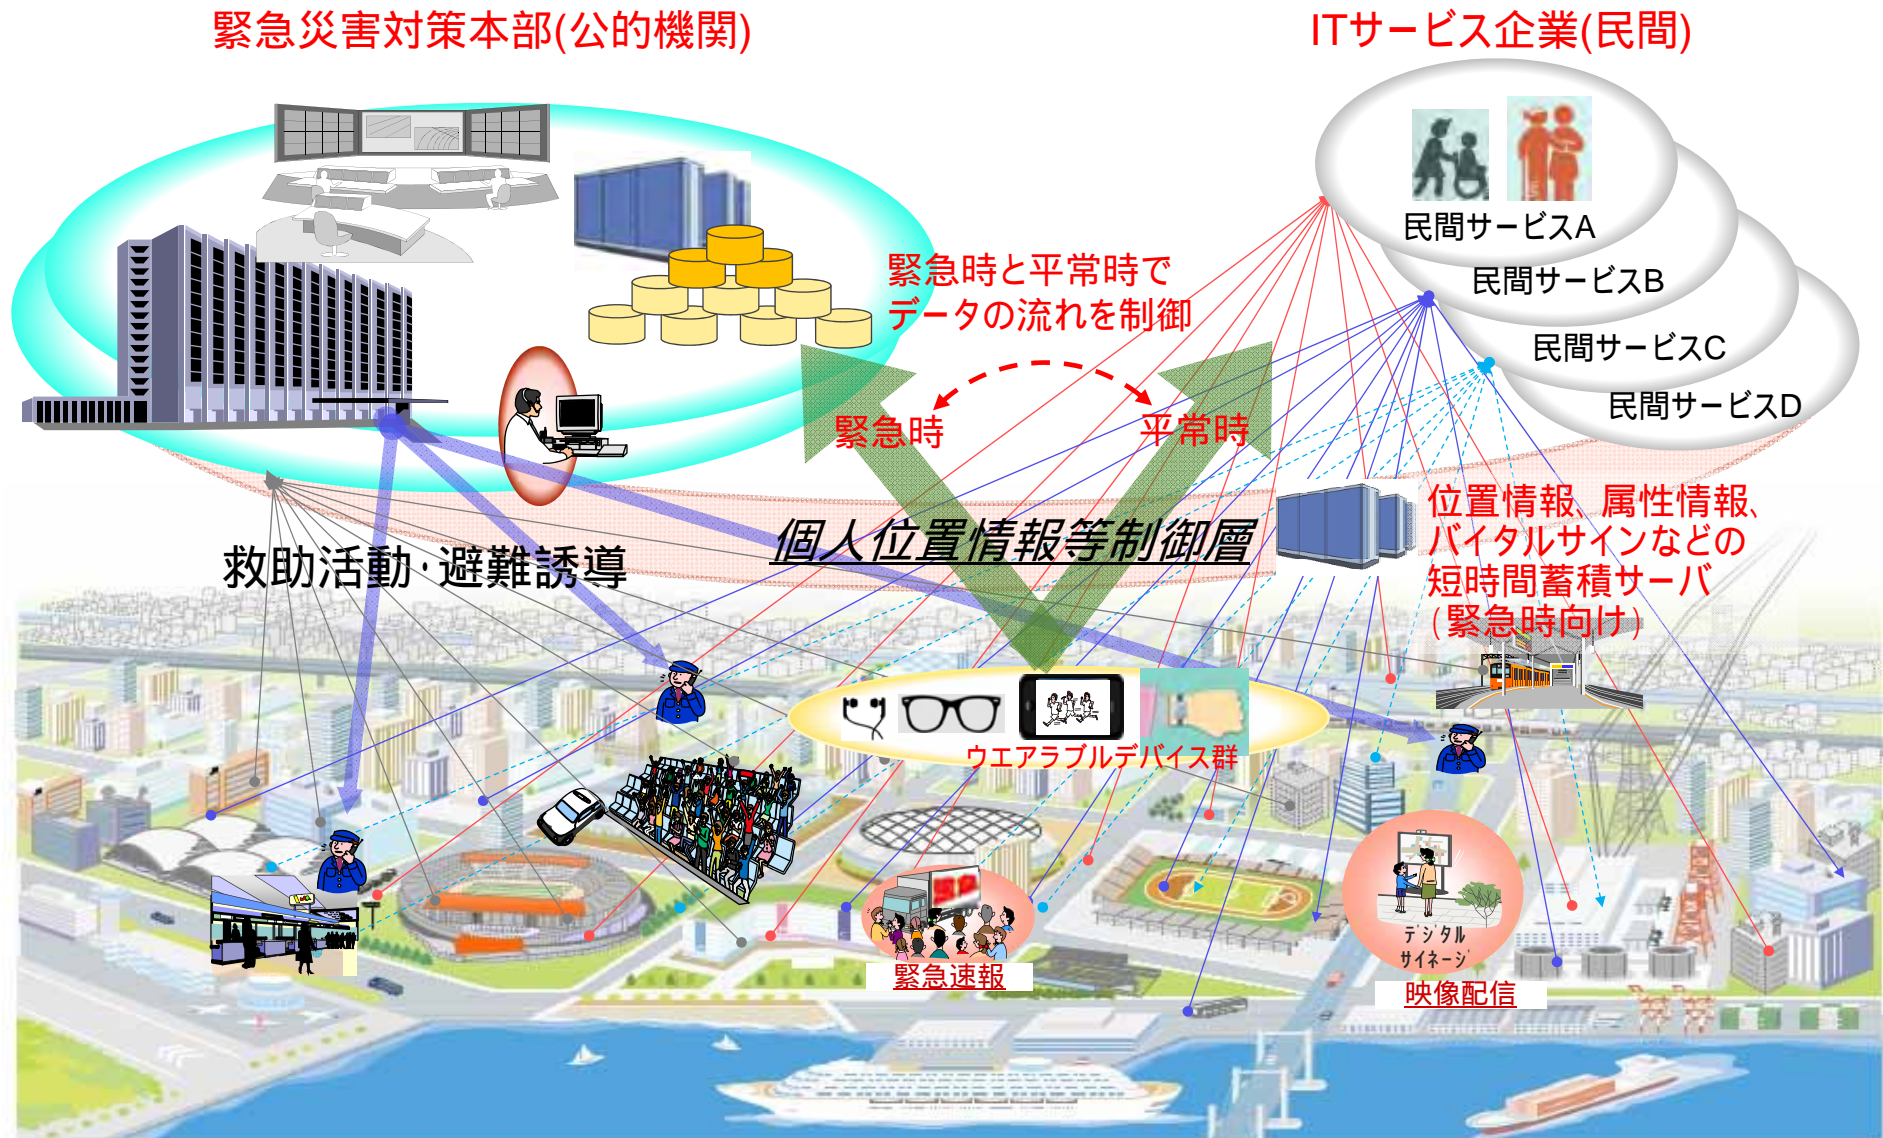 緊急災害対策本部(公的機関)
ITサービス企業(民間)
民間サービスA
民間サービスB
民間サービスC
民間サービスD
緊急時と平常時で
データの流れを制御
緊急時
平常時
個人位置情報等制御層
位置情報、属性情報、
バイタルサインなどの
短時間蓄積サーバ
(緊急時向け)
救助活動・避難誘導
ウエアラブルデバイス群
緊急速報
デジタル
サイネージ
映像配信